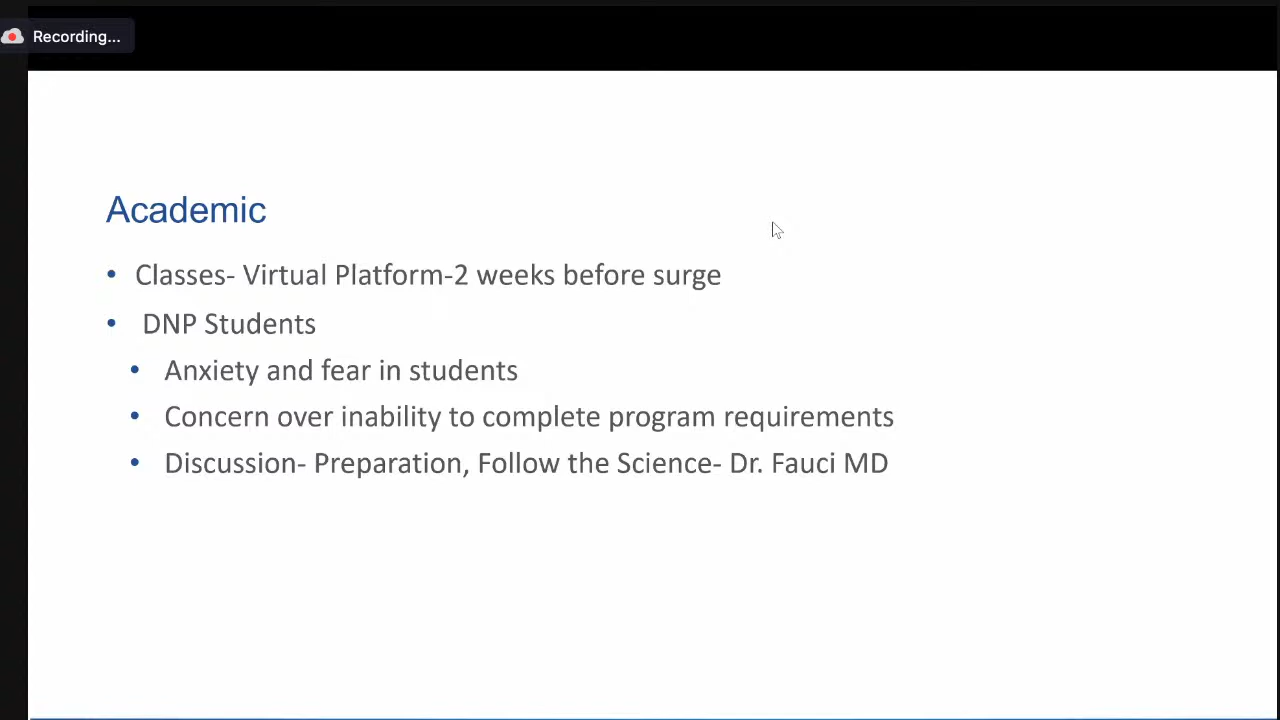 Recording...
Academic
• Classes- Virtual Platform-2 weeks before surge
• DNP Students
• Anxiety and fear in students
• Concern over inability to complete program requirements
• Discussion- Preparation, Follow the Science- Dr. Fauci MD